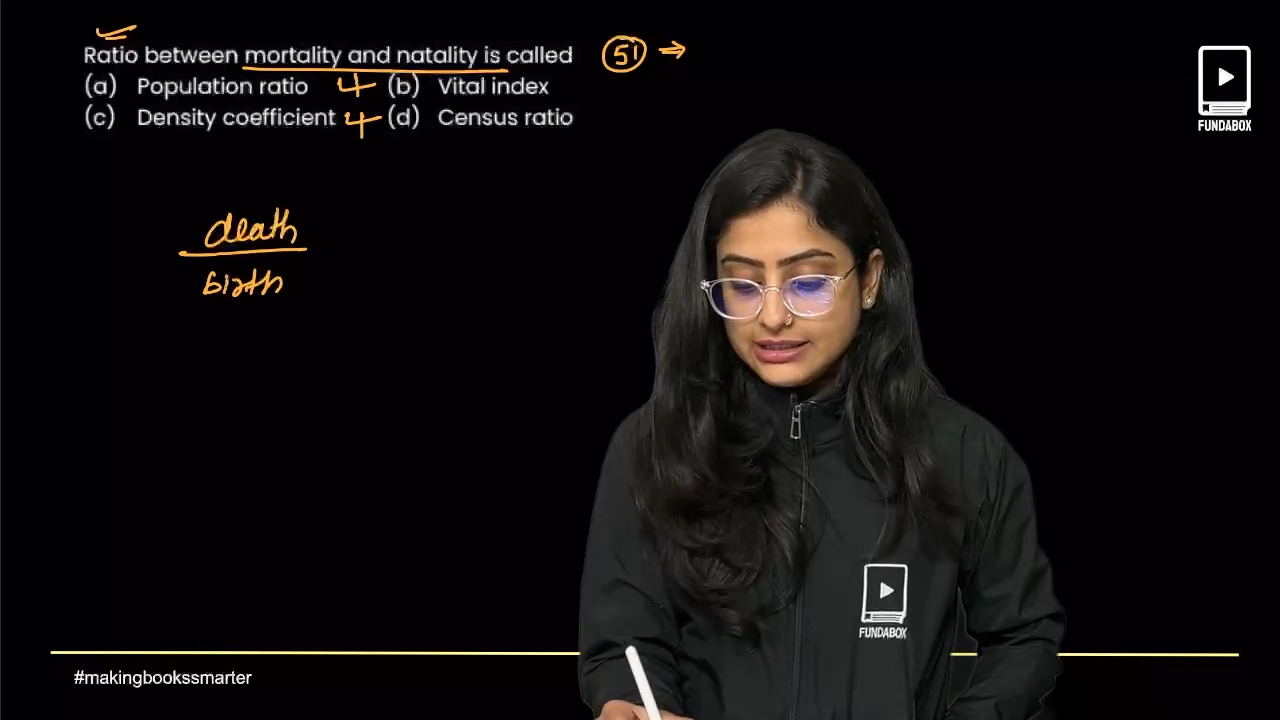 Ratio between mortality and natality is called 51 ⇒
(a) Population ratio (b) Vital index
(c) Density coefficient (d) Census ratio
FUNDABOX
death
birth
FUNDABOX
#makingbookssmarter